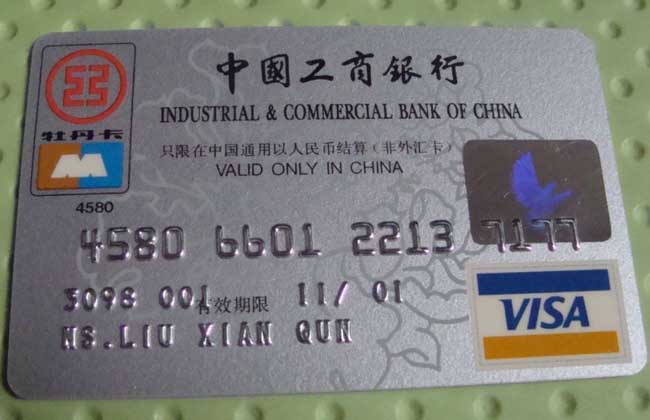 中國工商銀行
INDUSTRIAL & COMMERCIAL BANK OF CHINA
牡丹卡
只限在中国通用以人民币结算（非外汇卡）
VALID ONLY IN CHINA
4580
4580 6601 2213 7177
3098 001 有效期限 11/ 01
MS.LIU XIAN QUN
VISA